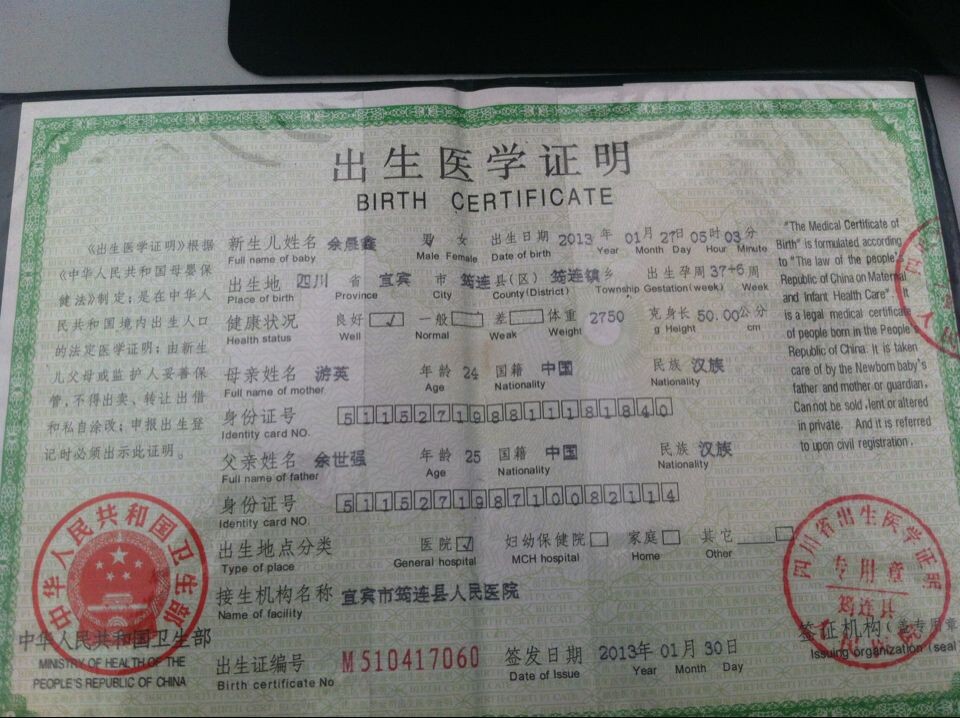 出生医学证明
BIRTH CERTIFICATE
《出生医学证明》根据
《中华人民共和国母婴保
健法》制定;是在中华人
民共和国境内出生人口
的法定医学证明;由新生
儿父母或监护人妥善保
管,不得出卖、转让出借
和私自涂改;申报出生登
记时必须出示此证明。
新生儿姓名 余晨鑫 男 女 出生日期 2013 年 01 月 27 日 05 时 03 分
Full name of baby Male Female Date of birth Year Month Day Hour Minute
出生地 四川 省 宜宾 市 筠连 县(区) 筠连镇 乡 出生孕周 37+6 周
Place of birth Province City County(District) Township Gestation(week) Week
健康状况 良好 ✓ 一般 差 体重 2750 克 身长 50.00 公分
Health status Well Normal Weak Weight g Height cm
母亲姓名 游英 年龄 24 国籍 中国 民族 汉族
Full name of mother Age Nationality Nationality
身份证号 511527198811181840
Identity card NO.
父亲姓名 余世强 年龄 25 国籍 中国 民族 汉族
Full name of father Age Nationality Nationality
身份证号 511527198710082114
Identity card NO.
出生地点分类 医院 ✓ 妇幼保健院 家庭 其它
Type of place General hospital MCH hospital Home Other
接生机构名称 宜宾市筠连县人民医院
Name of facility
出生证编号 M510417060 签发日期 2013 年 01 月 30 日
Birth certificate No Date of Issue Year Month Day
"The Medical Certificate of
Birth" is formulated according
to "The law of the people'
Republic of China on Maternal
and Infant Health Care". It
is a legal medical certificate
of people born in the People
Republic of China. It is taken
care of by the Newborn baby's
father and mother or guardian.
Can not be sold ,lent or altered
in private. And it is referred
to upon civil registration.
中华人民共和国卫生部
中华人民共和国卫生部
MINISTRY OF HEALTH OF THE
PEOPLE'S REPUBLIC OF CHINA
四川省出生医学证
专用章
筠连县
签证机构(盖专用章
Issuing organization (seal